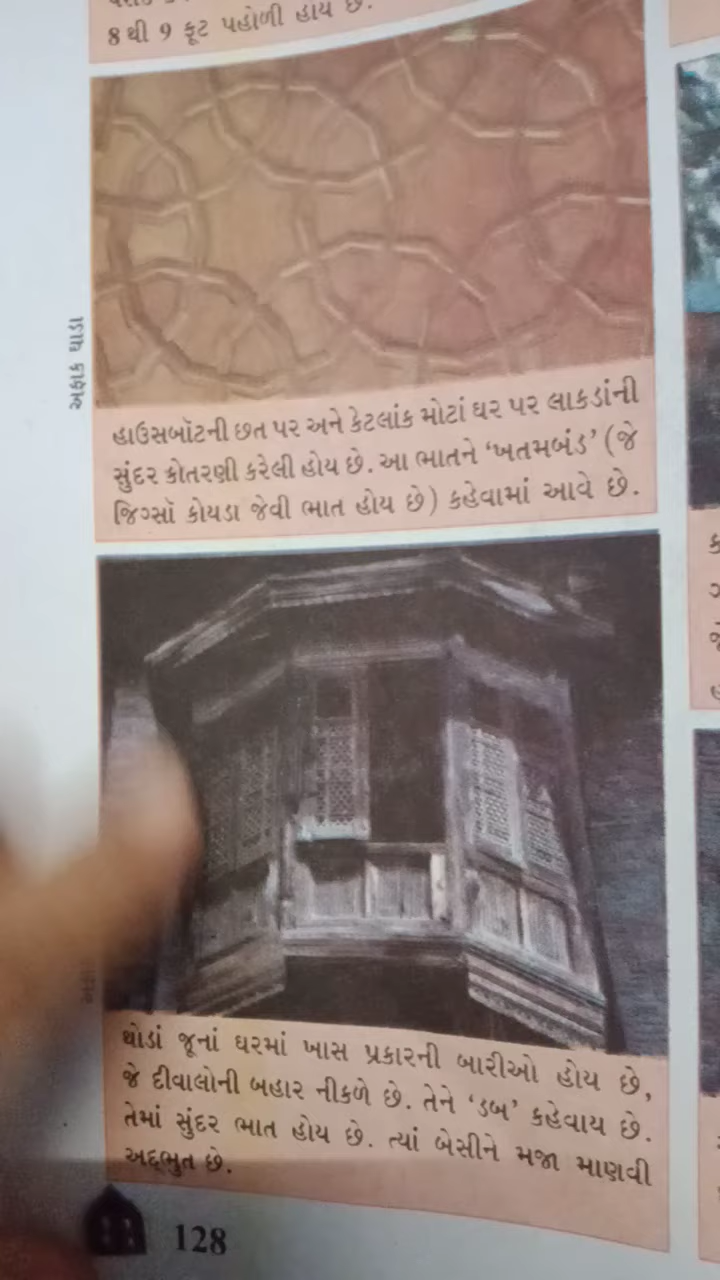 8 થી 9 ફૂટ પહોળી હોય છે.
અફાક ઘાડા
હાઉસબૉટની છત પર અને કેટલાંક મોટાં ઘર પર લાકડાંની
સુંદર કોતરણી કરેલી હોય છે. આ ભાતને ‘ખતમબંડ’ (જે
જિગ્સૉ કોયડા જેવી ભાત હોય છે) કહેવામાં આવે છે.
થોડાં જૂનાં ઘરમાં ખાસ પ્રકારની બારીઓ હોય છે,
જે દીવાલોની બહાર નીકળે છે. તેને ‘ડબ’ કહેવાય છે.
તેમાં સુંદર ભાત હોય છે. ત્યાં બેસીને મજા માણવી
અદ્ભુત છે.
128